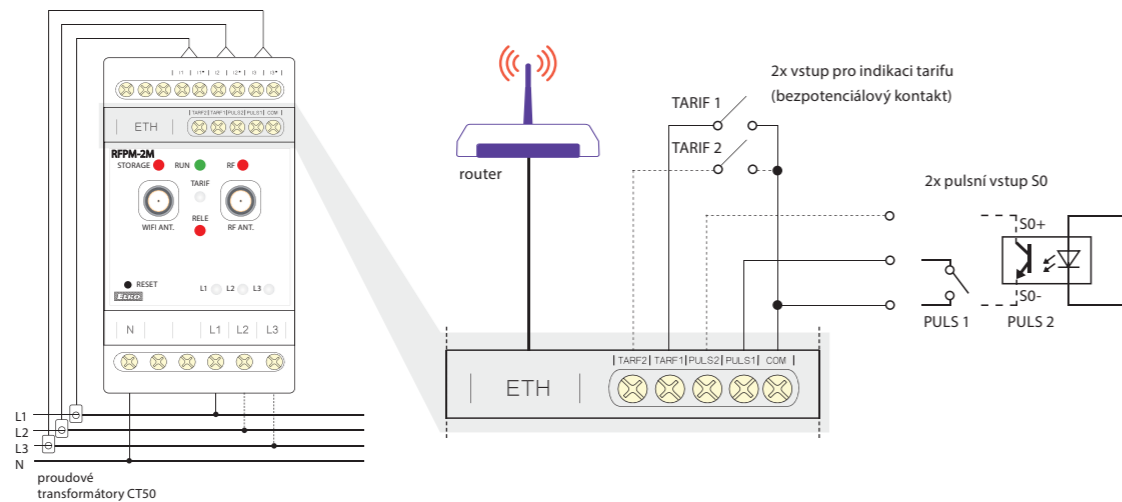 I1 I1• I2 I2• I3 I3•
TARF2 TARF1 PULS2 PULS1 COM
ETH
RFPM-2M
STORAGE RUN RF
TARIF
RELE
WIFI ANT. RF ANT.
RESET
L1 L2 L3
N L1 L2 L3
L1
L2
L3
N
proudové
transformátory CT50
router
TARIF 1
TARIF 2
2x vstup pro indikaci tarifu
(bezpotenciálový kontakt)
2x pulsní vstup S0
S0+
S0-
PULS 1 PULS 2
TARF2 TARF1 PULS2 PULS1 COM
ETH